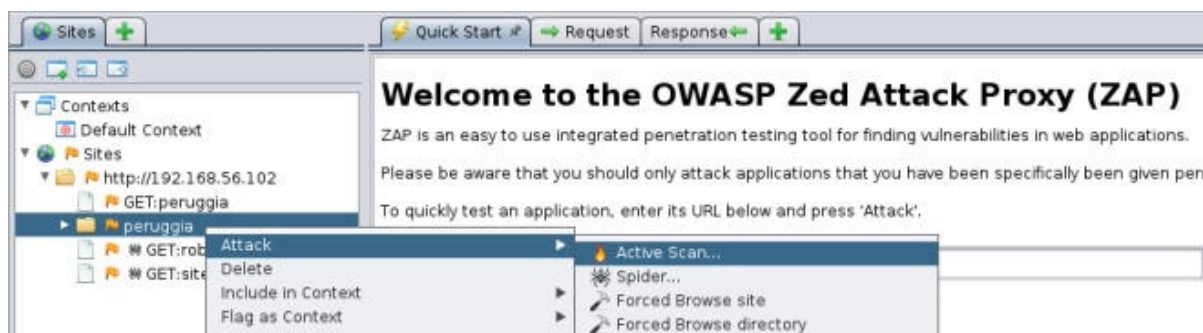 Sites
Quick Start
Request
Response
Contexts
Default Context
Sites
http://192.168.56.102
GET:peruggia
peruggia
GET:rob
GET:site
Attack
Delete
Include in Context
Flag as Context
Active Scan...
Spider...
Forced Browse site
Forced Browse directory
Welcome to the OWASP Zed Attack Proxy (ZAP)
ZAP is an easy to use integrated penetration testing tool for finding vulnerabilities in web applications.
Please be aware that you should only attack applications that you have been specifically been given per
To quickly test an application, enter its URL below and press 'Attack'.